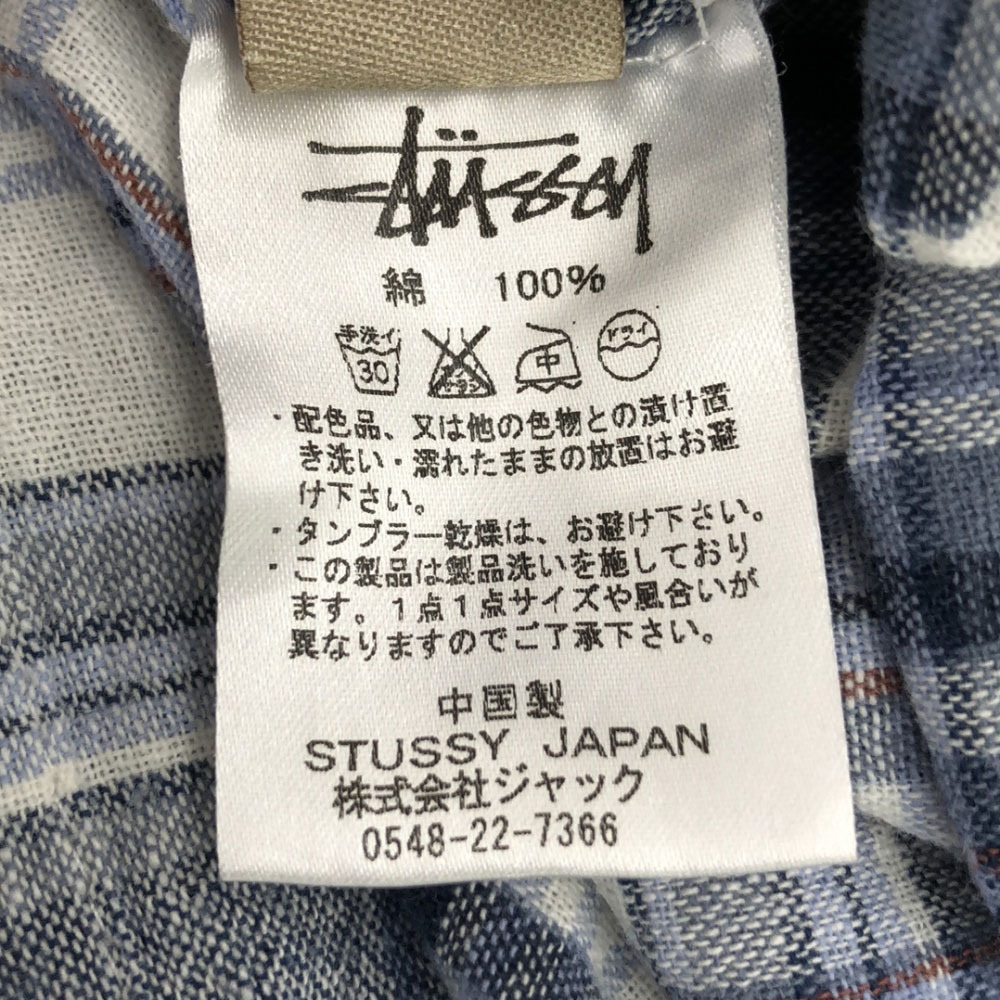 STÜSSY
綿 100%
手洗イ
30
エンソ
サラシ
中
ドライ
・配色品、又は他の色物との漬け置
き洗い・濡れたままの放置はお避
け下さい。
・タンブラー乾燥は、お避け下さい。
・この製品は製品洗いを施しており
ます。1点1点サイズや風合いが
異なりますのでご了承下さい。
中国製
STUSSY JAPAN
株式会社ジャック
0548-22-7366